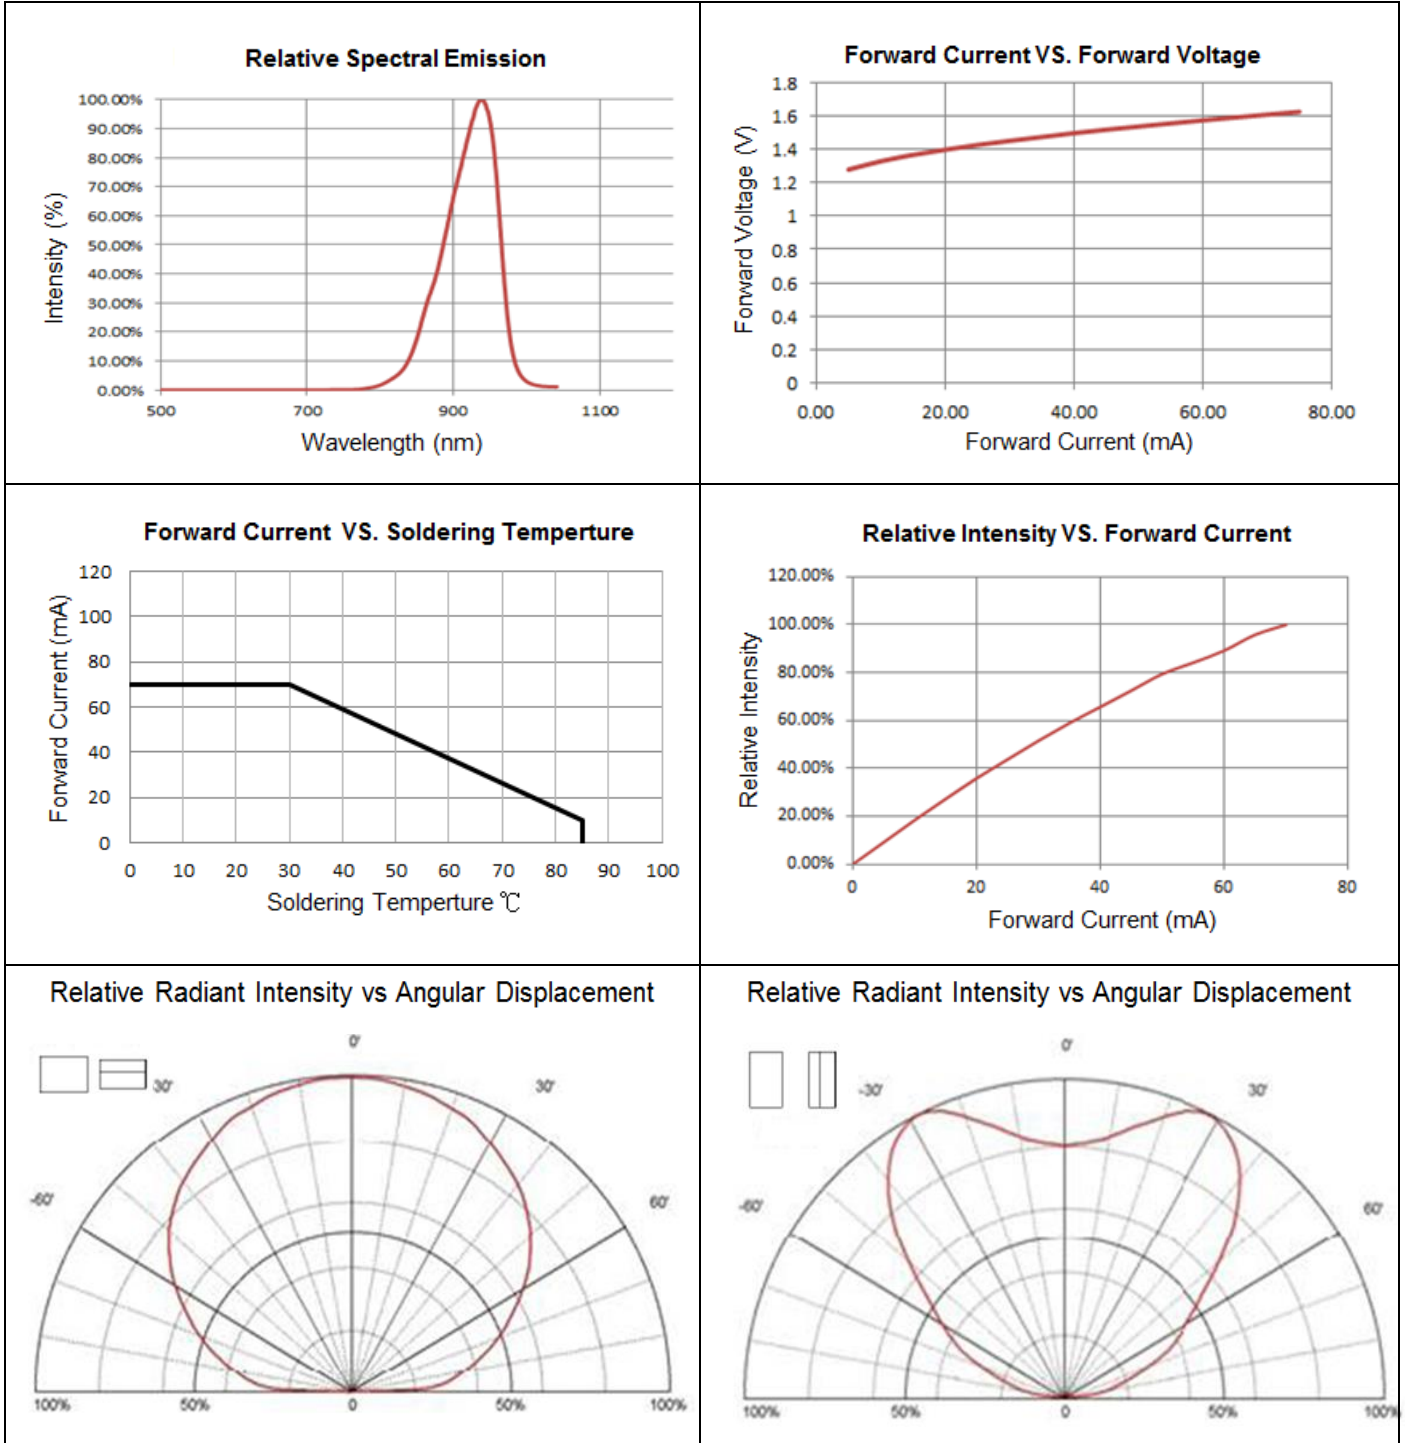 Relative Spectral Emission
Intensity (%)
100.00%
90.00%
80.00%
70.00%
60.00%
50.00%
40.00%
30.00%
20.00%
10.00%
0.00%
500 700 900 1100
Wavelength (nm)
Forward Current VS. Forward Voltage
Forward Voltage (V)
1.8
1.6
1.4
1.2
1
0.8
0.6
0.4
0.2
0
0.00 20.00 40.00 60.00 80.00
Forward Current (mA)
Forward Current VS. Soldering Temperture
Forward Current (mA)
120
100
80
60
40
20
0
0 10 20 30 40 50 60 70 80 90 100
Soldering Temperture ℃
Relative Intensity VS. Forward Current
Relative Intensity
120.00%
100.00%
80.00%
60.00%
40.00%
20.00%
0.00%
0 20 40 60 80
Forward Current (mA)
Relative Radiant Intensity vs Angular Displacement
0'
30' 30'
-60' 60'
100% 50% 0 50% 100%
Relative Radiant Intensity vs Angular Displacement
0'
-30' 30'
-60' 60'
100% 50% 0 50% 100%